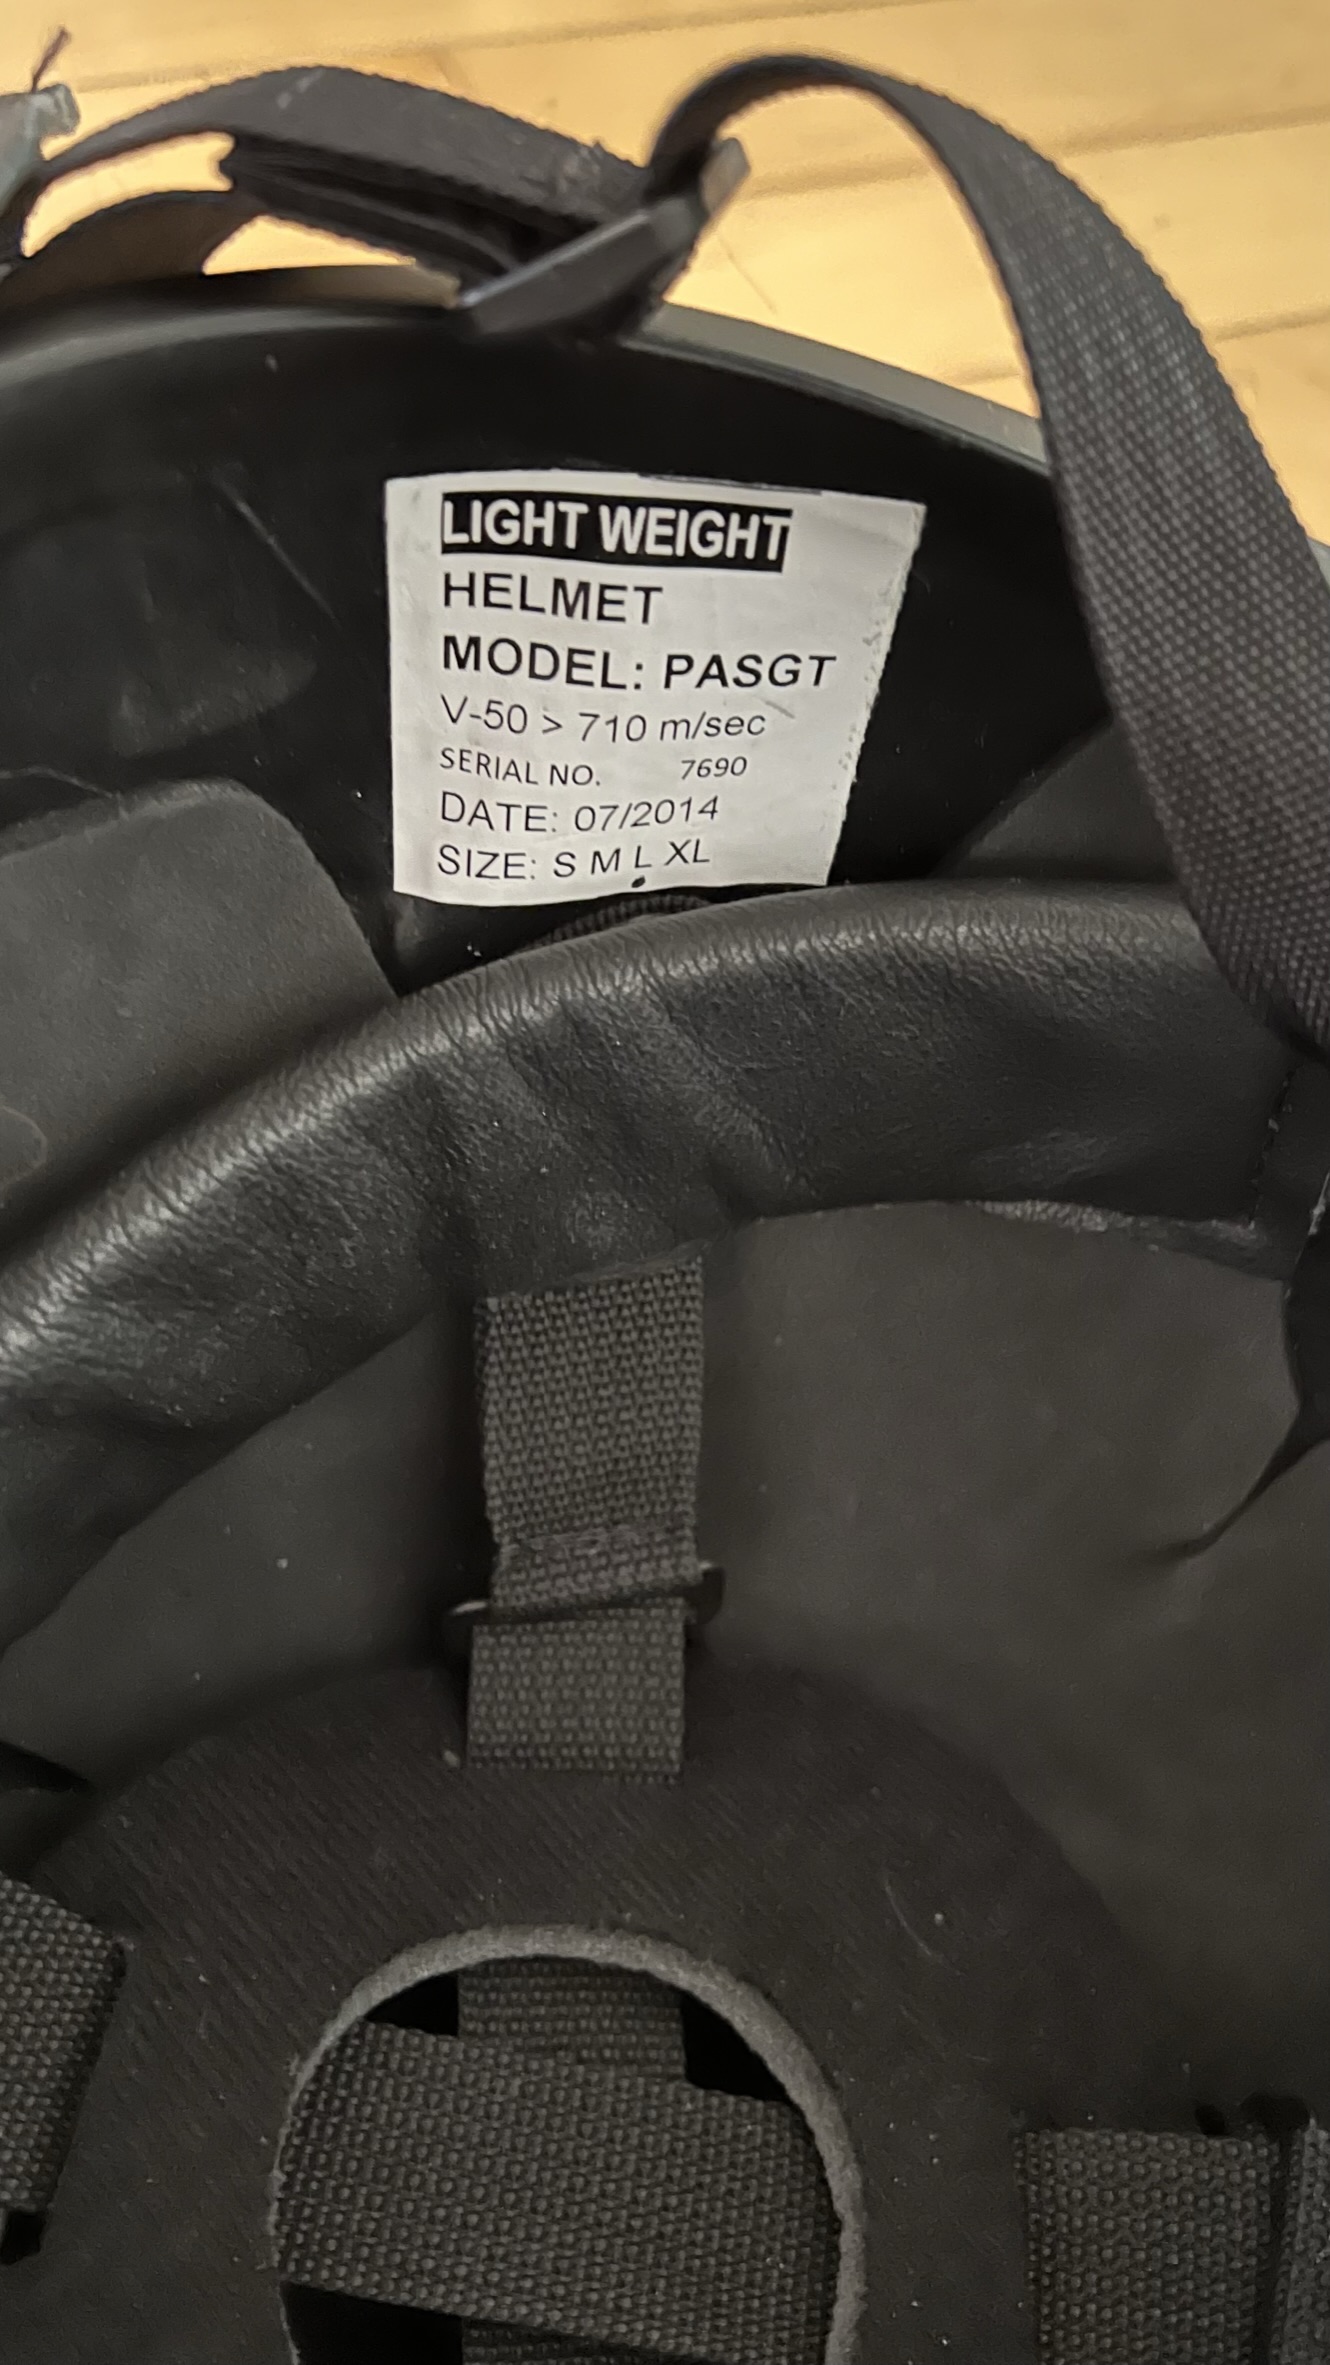 LIGHT WEIGHT
HELMET
MODEL: PASGT
V-50 > 710 m/sec
SERIAL NO. 7690
DATE: 07/2014
SIZE: S M L XL